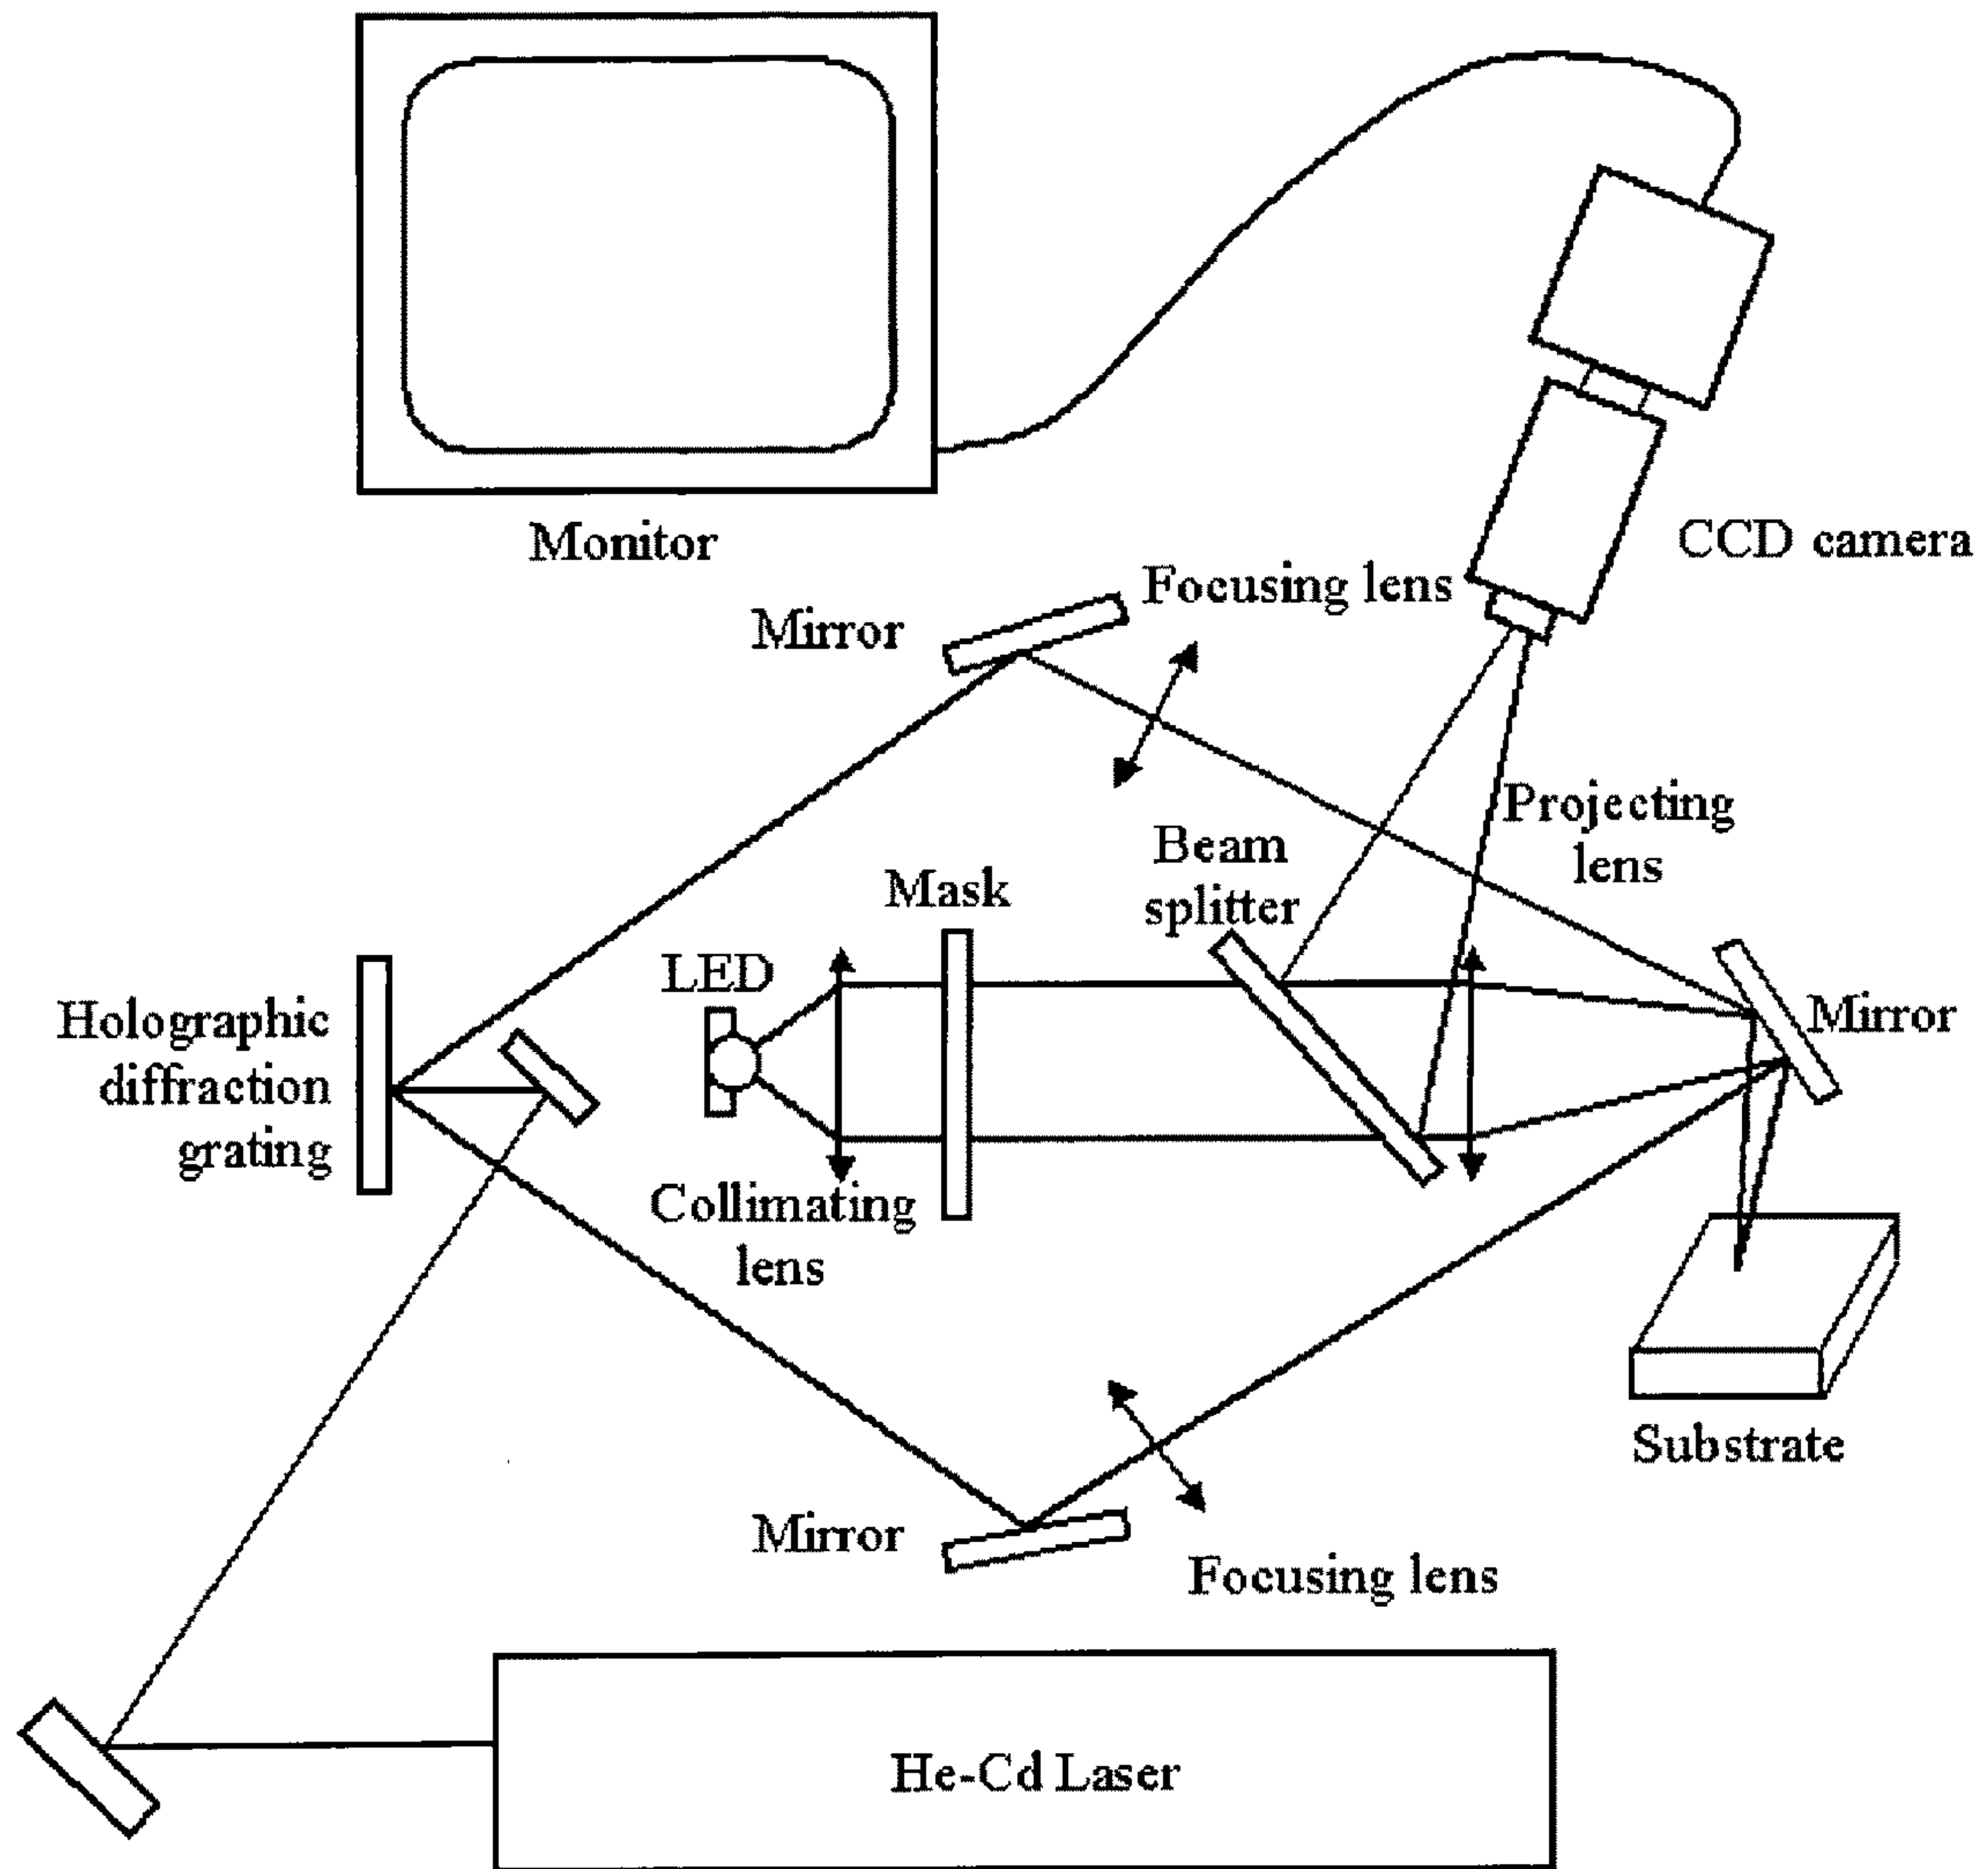 Monitor
CCD camera
Focusing lens
Mirror
Projecting
lens
Beam
splitter
Mask
LED
Holographic
diffraction
grating
Mirror
Collimating
lens
Substrate
Mirror
Focusing lens
He-Cd Laser